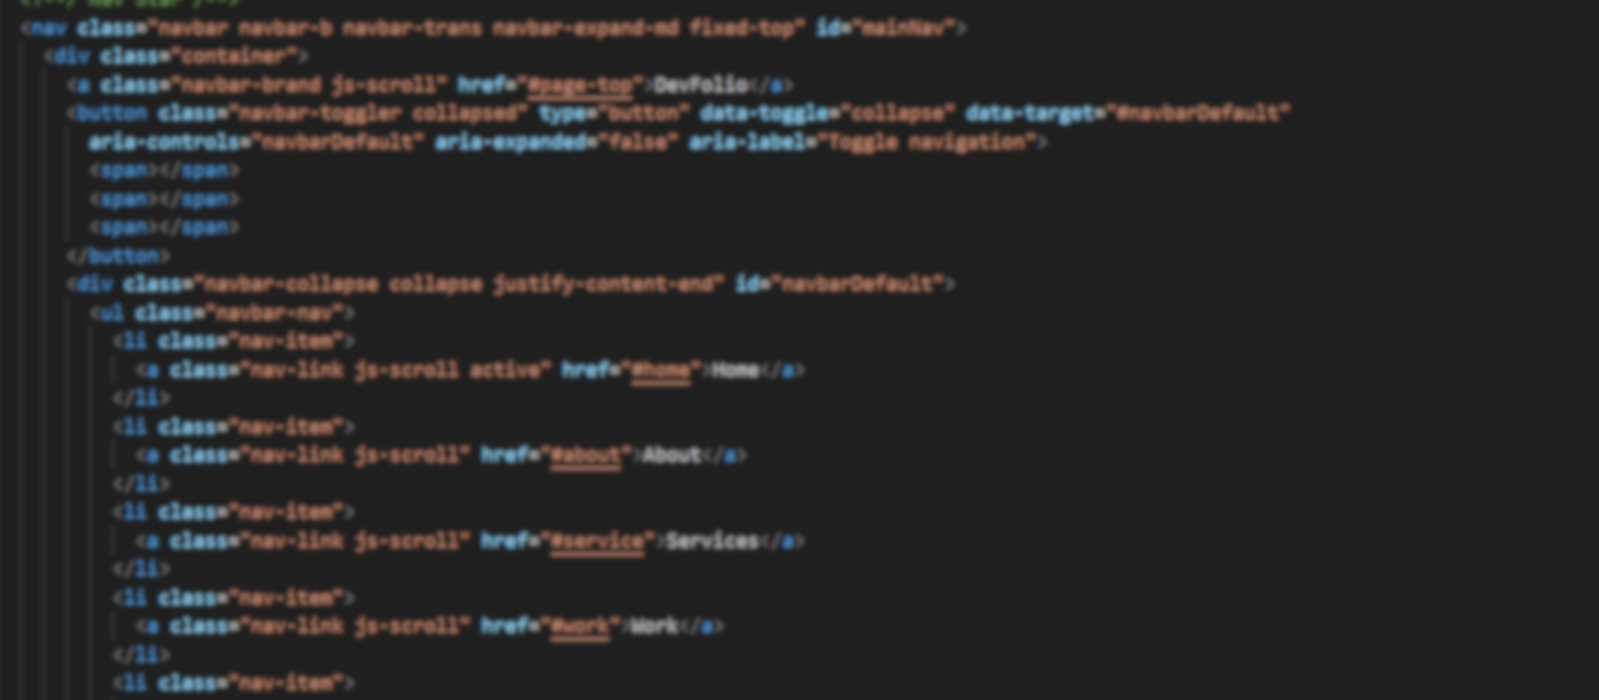 <!--/ Nav Star /-->
<nav class="navbar navbar-b navbar-trans navbar-expand-md fixed-top" id="mainNav">
<div class="container">
<a class="navbar-brand js-scroll" href="#page-top">DevFolio</a>
<button class="navbar-toggler collapsed" type="button" data-toggle="collapse" data-target="#navbarDefault"
aria-controls="navbarDefault" aria-expanded="false" aria-label="Toggle navigation">
<span></span>
<span></span>
<span></span>
</button>
<div class="navbar-collapse collapse justify-content-end" id="navbarDefault">
<ul class="navbar-nav">
<li class="nav-item">
<a class="nav-link js-scroll active" href="#home">Home</a>
</li>
<li class="nav-item">
<a class="nav-link js-scroll" href="#about">About</a>
</li>
<li class="nav-item">
<a class="nav-link js-scroll" href="#service">Services</a>
</li>
<li class="nav-item">
<a class="nav-link js-scroll" href="#work">Work</a>
</li>
<li class="nav-item">